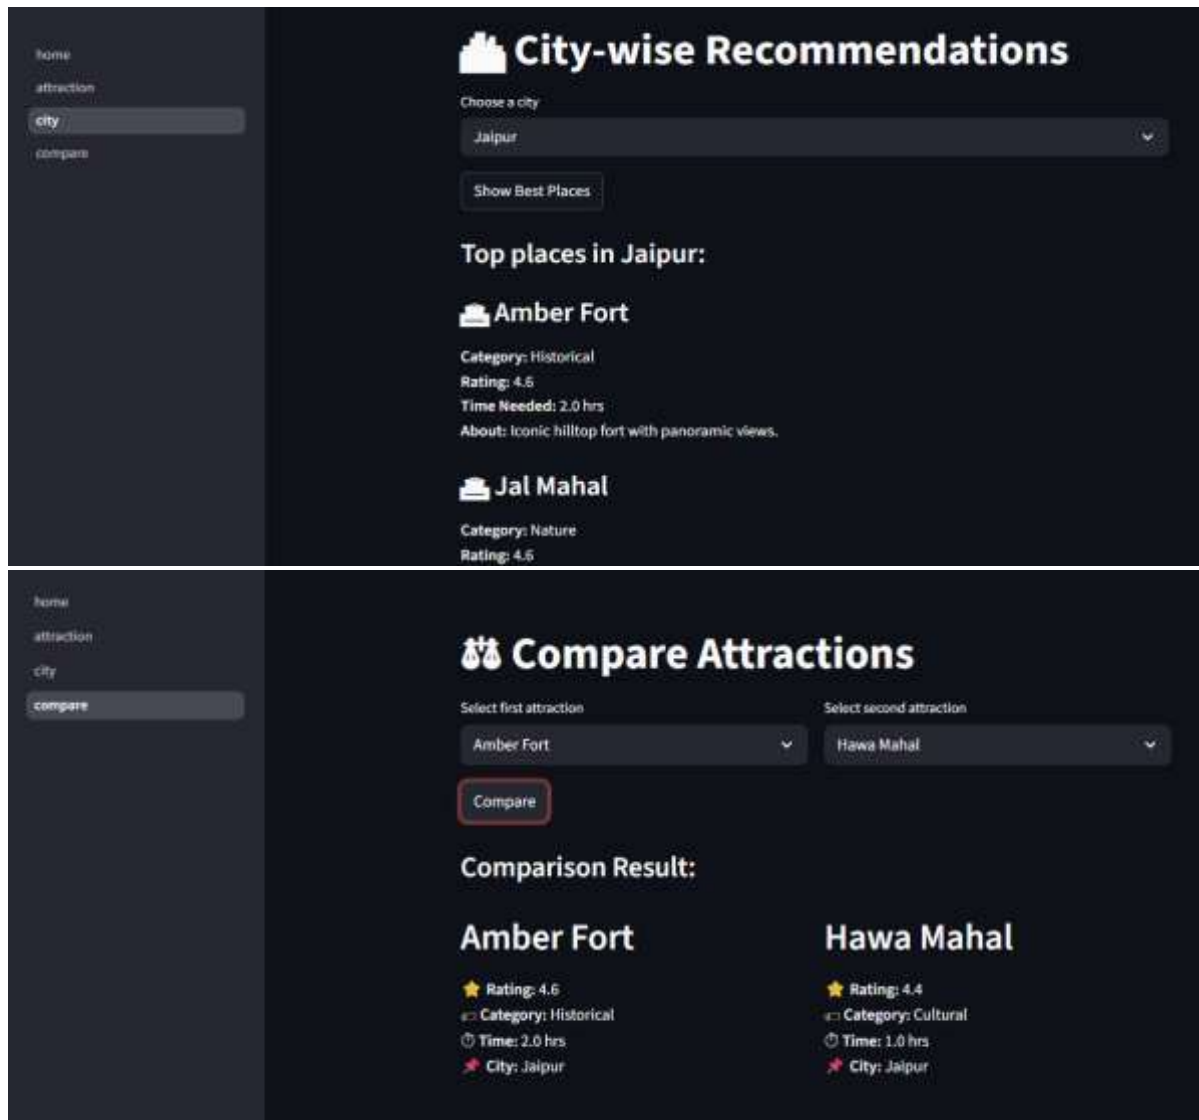 home
attraction
city
compare
City-wise Recommendations
Choose a city
Jaipur
Show Best Places
Top places in Jaipur:
Amber Fort
Category: Historical
Rating: 4.6
Time Needed: 2.0 hrs
About: Iconic hilltop fort with panoramic views.
Jal Mahal
Category: Nature
Rating: 4.6
home
attraction
city
compare
Compare Attractions
Select first attraction
Select second attraction
Amber Fort
Hawa Mahal
Compare
Comparison Result:
Amber Fort
Rating: 4.6
Category: Historical
Time: 2.0 hrs
City: Jaipur
Hawa Mahal
Rating: 4.4
Category: Cultural
Time: 1.0 hrs
City: Jaipur